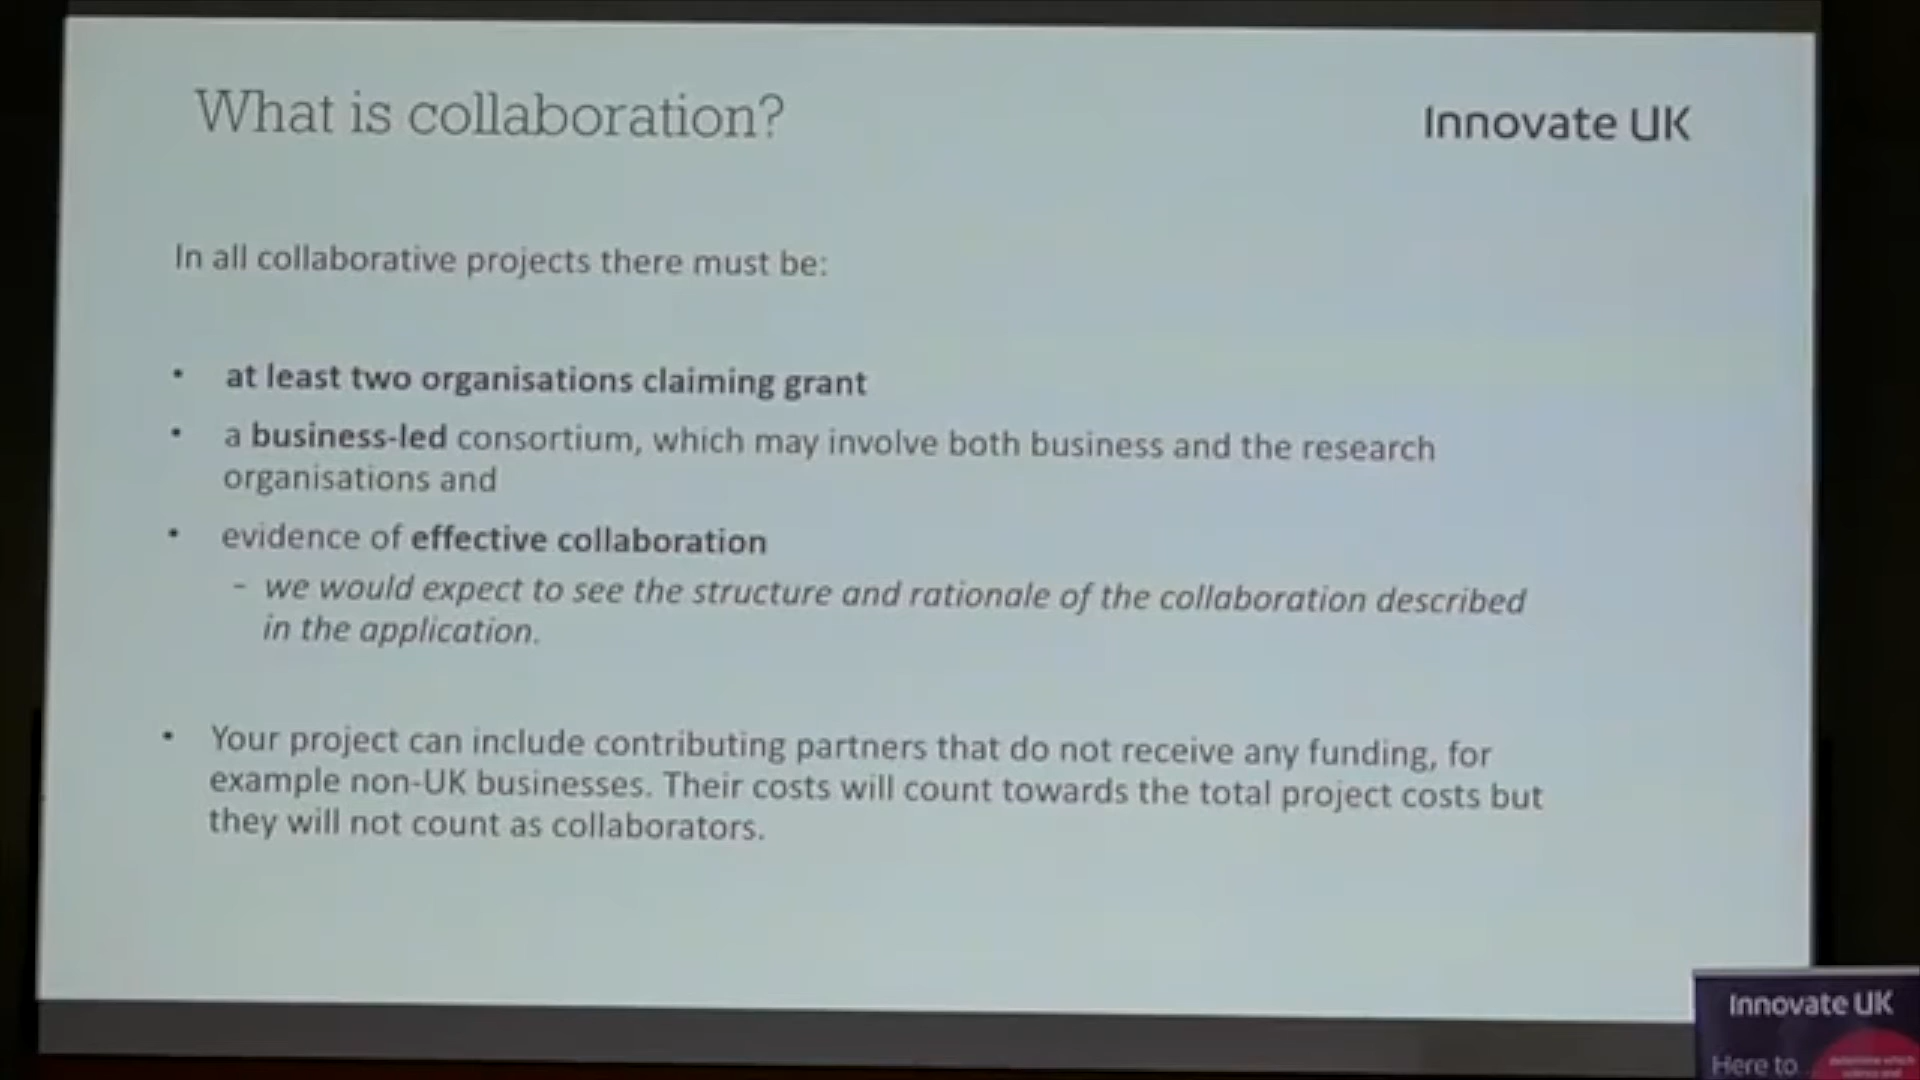 What is collaboration?
Innovate UK
In all collaborative projects there must be:
• at least two organisations claiming grant
• a business-led consortium, which may involve both business and the research
organisations and
• evidence of effective collaboration
- we would expect to see the structure and rationale of the collaboration described
in the application.
• Your project can include contributing partners that do not receive any funding, for
example non-UK businesses. Their costs will count towards the total project costs but
they will not count as collaborators.
Innovate UK
Here to